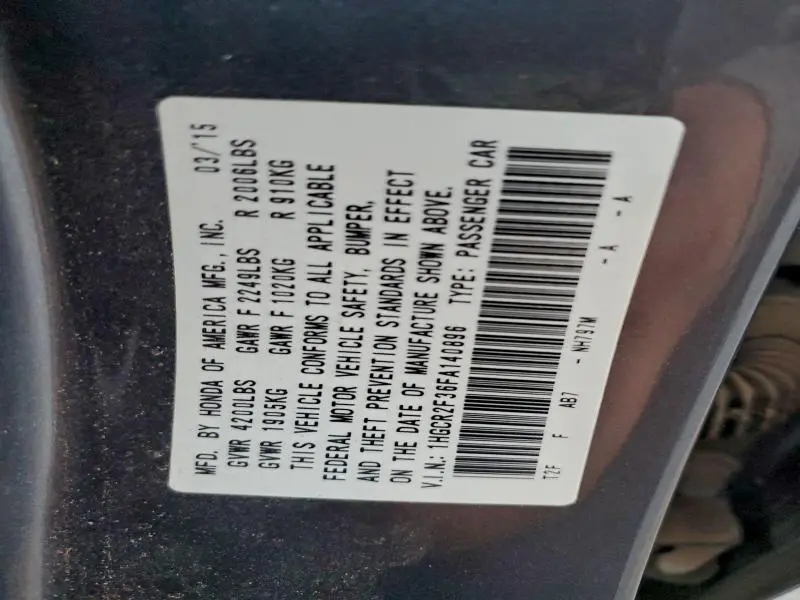 MFD. BY HONDA OF AMERICA MFG., INC. 03/'15
GVWR 4200LBS GAWR F 2249LBS R 2006LBS
GVWR 1905KG GAWR F 1020KG R 910KG
THIS VEHICLE CONFORMS TO ALL APPLICABLE
FEDERAL MOTOR VEHICLE SAFETY, BUMPER,
AND THEFT PREVENTION STANDARDS IN EFFECT
ON THE DATE OF MANUFACTURE SHOWN ABOVE.
V.I.N.: 1HGCR2F36FA140896 TYPE: PASSENGER CAR
T2F F AB7 - NH797M - A - A